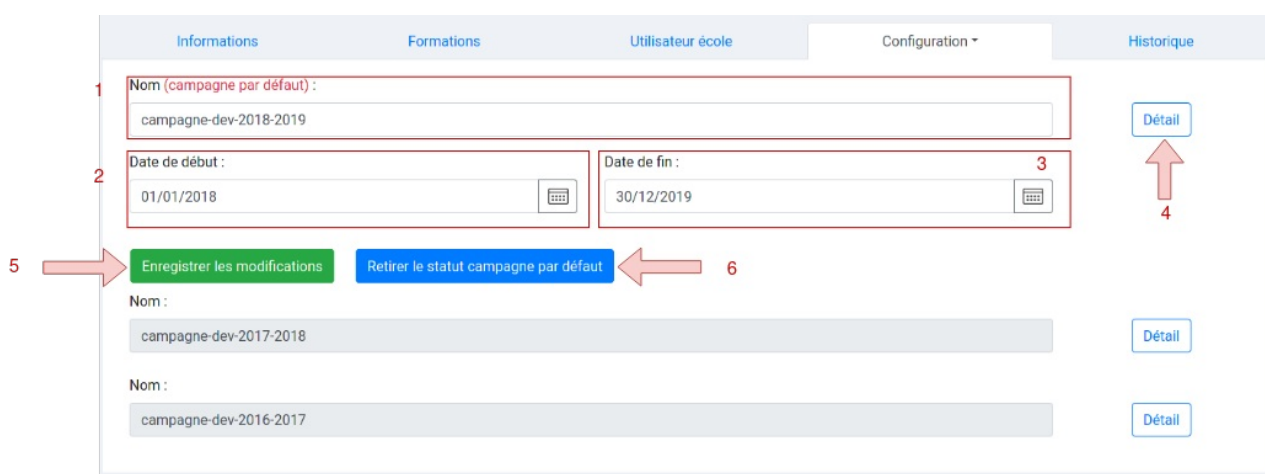 Informations Formations Utilisateur école Configuration Historique
1 Nom (campagne par défaut) :
campagne-dev-2018-2019 Détail
2 Date de début : Date de fin : 3
01/01/2018 30/12/2019
4
5 Enregistrer les modifications Retirer le statut campagne par défaut 6
Nom :
campagne-dev-2017-2018 Détail
Nom :
campagne-dev-2016-2017 Détail